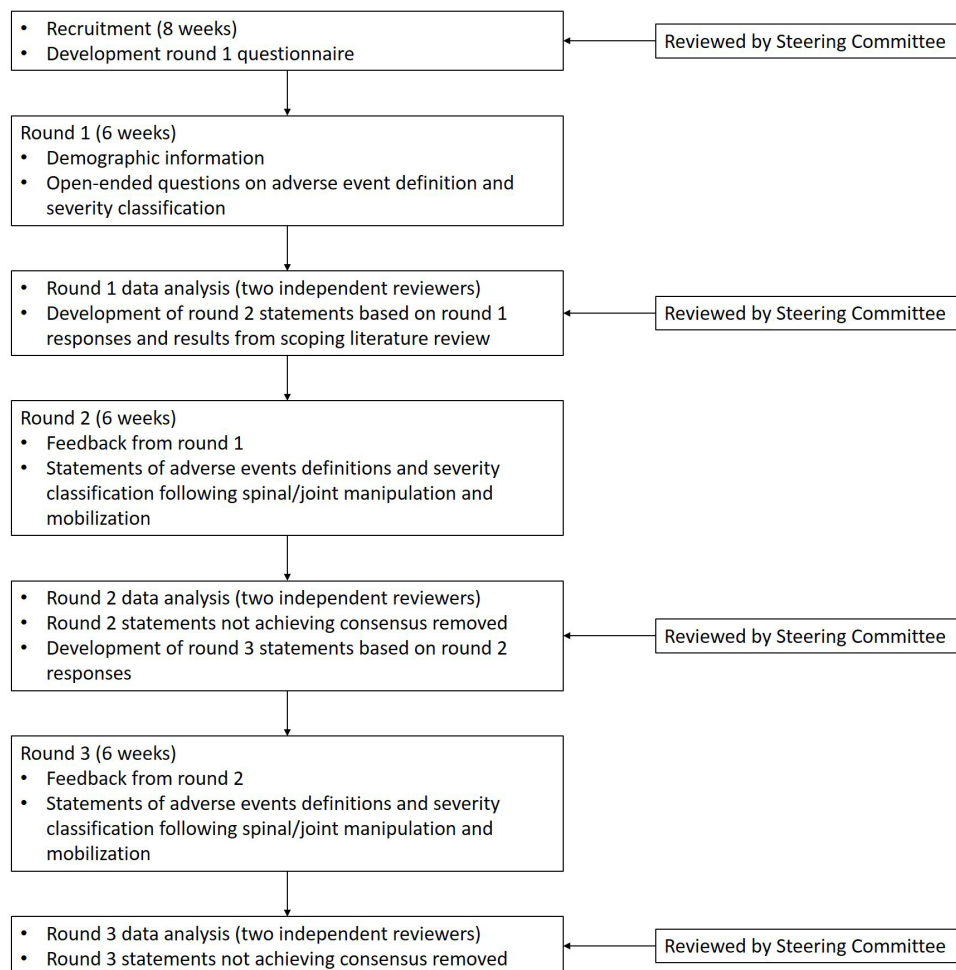 • Recruitment (8 weeks)
• Development round 1 questionnaire
Reviewed by Steering Committee
Round 1 (6 weeks)
• Demographic information
• Open-ended questions on adverse event definition and
severity classification
• Round 1 data analysis (two independent reviewers)
• Development of round 2 statements based on round 1
responses and results from scoping literature review
Reviewed by Steering Committee
Round 2 (6 weeks)
• Feedback from round 1
• Statements of adverse events definitions and severity
classification following spinal/joint manipulation and
mobilization
• Round 2 data analysis (two independent reviewers)
• Round 2 statements not achieving consensus removed
• Development of round 3 statements based on round 2
responses
Reviewed by Steering Committee
Round 3 (6 weeks)
• Feedback from round 2
• Statements of adverse events definitions and severity
classification following spinal/joint manipulation and
mobilization
• Round 3 data analysis (two independent reviewers)
• Round 3 statements not achieving consensus removed
Reviewed by Steering Committee